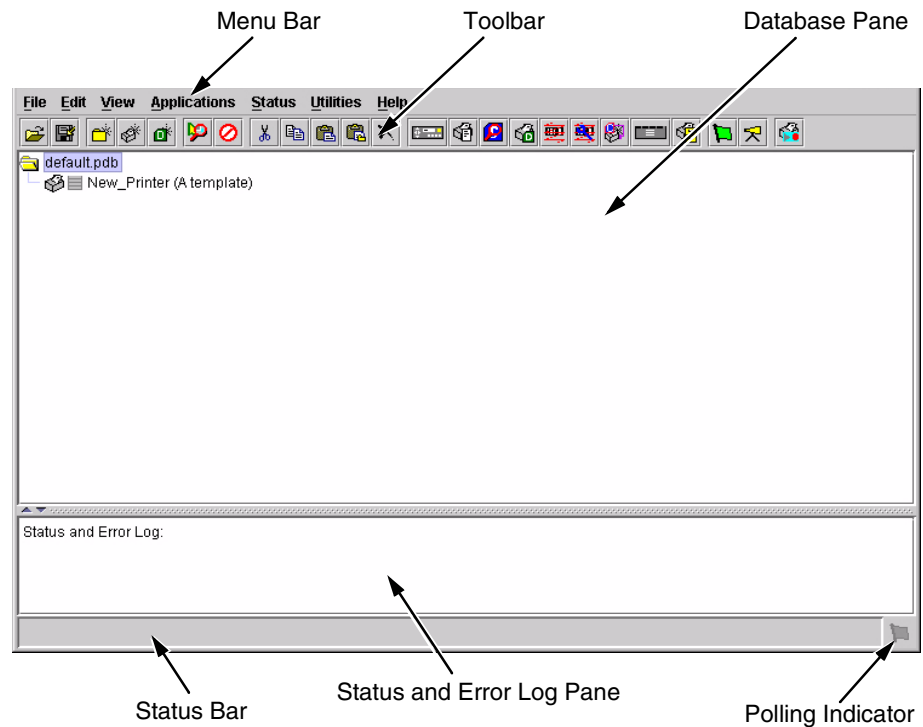 Menu Bar Toolbar Database Pane
File Edit View Applications Status Utilities Help
default.pdb
New_Printer (A template)
Status and Error Log:
Status Bar Status and Error Log Pane Polling Indicator